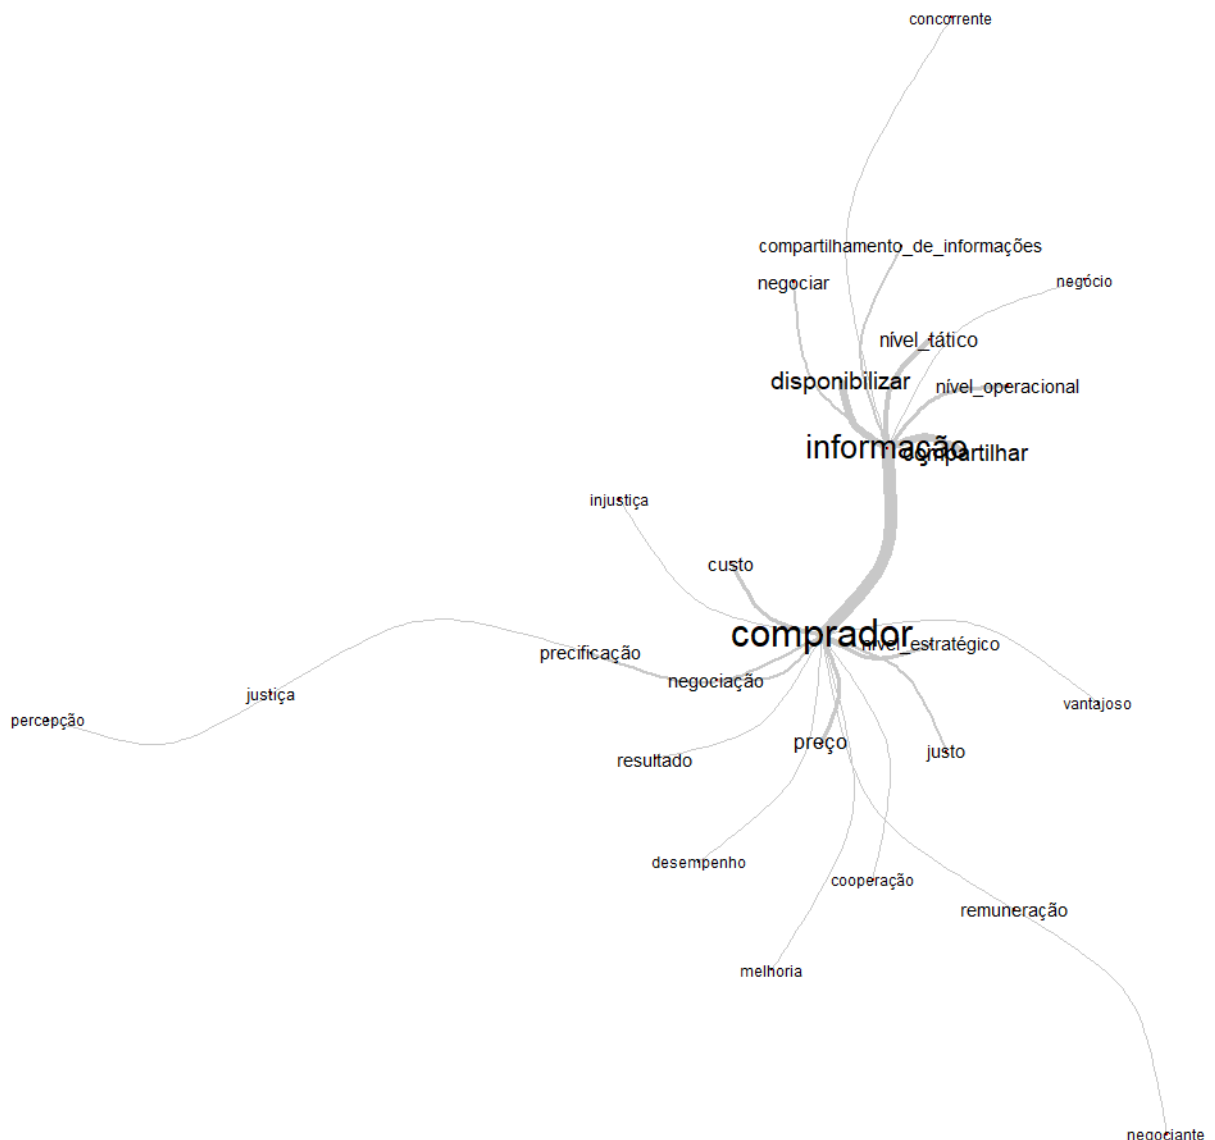 concorrente
compartilhamento_de_informações
negociar
negócio
nível_tático
disponibilizar
nível_operacional
informação
compartilhar
injustiça
custo
comprador
nível_estratégico
precificação
negociação
justiça
vantajoso
percepção
preço
justo
resultado
desempenho
cooperação
remuneração
melhoria
negociante